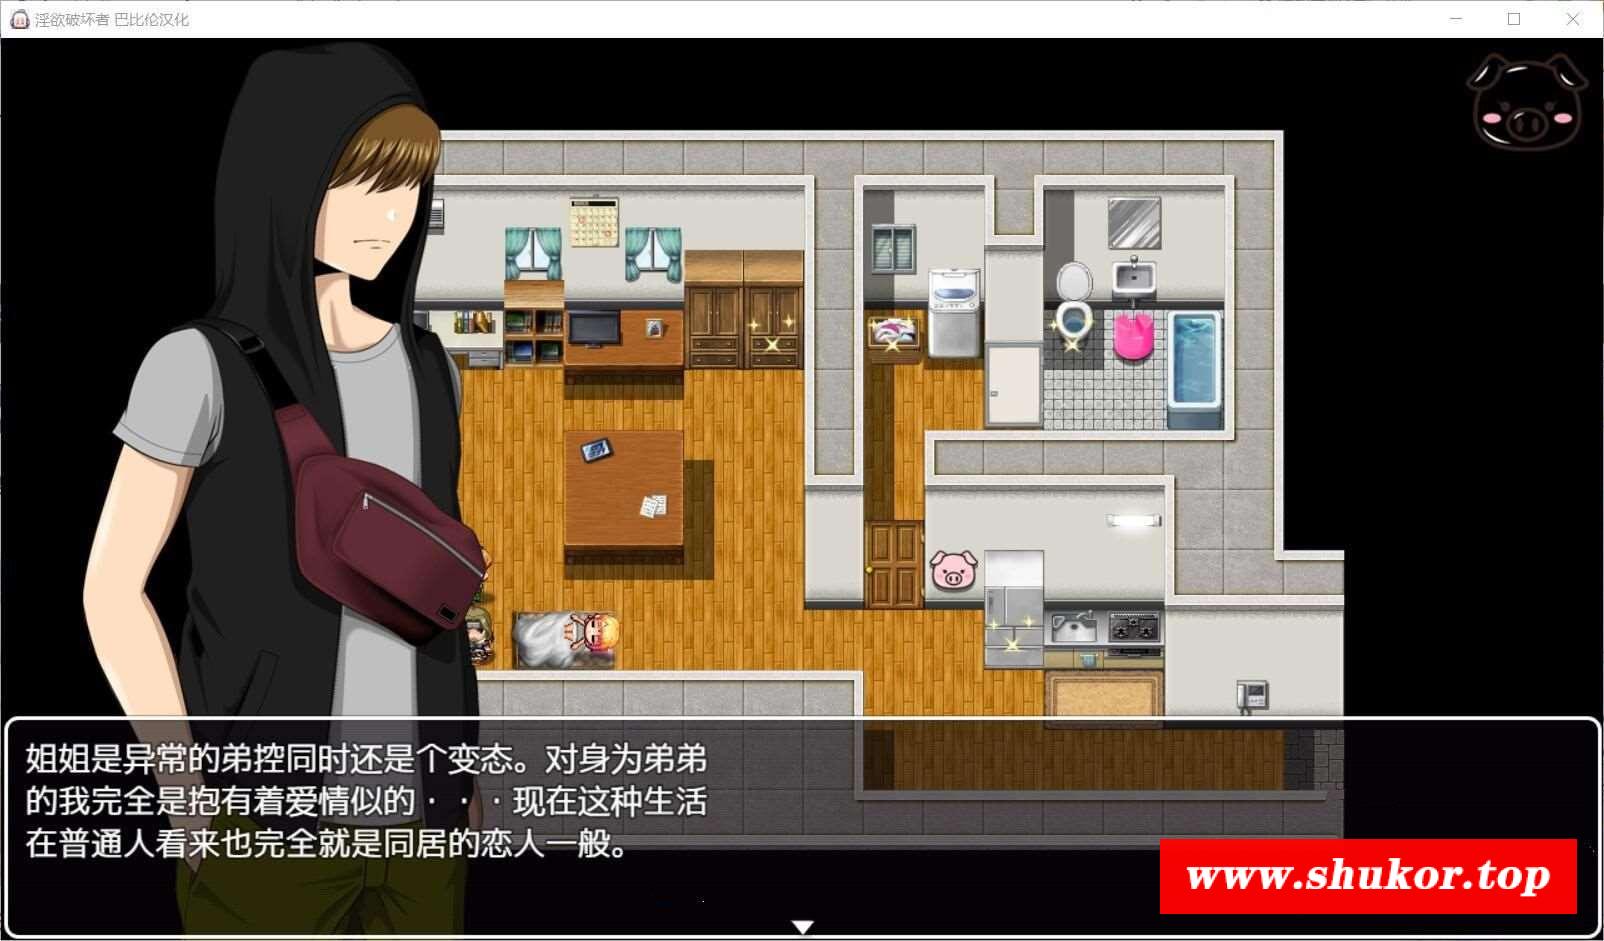 淫欲破坏者 巴比伦汉化
姐姐是异常的弟控同时还是个变态。对身为弟弟
的我完全是抱有着爱情似的···现在这种生活
在普通人看来也完全就是同居的恋人一般。
www.shukor.top